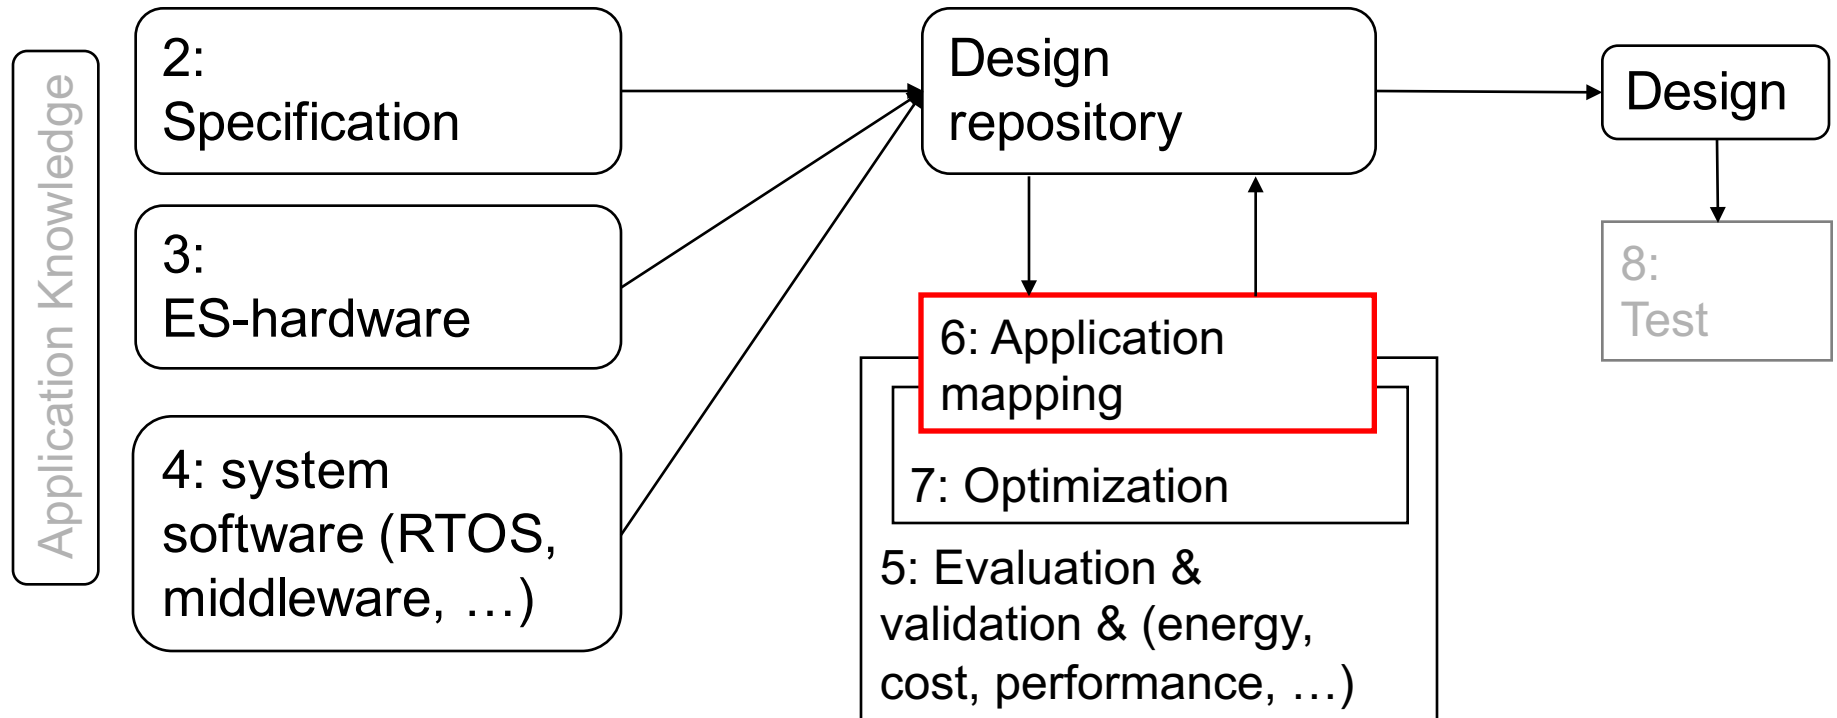 Application Knowledge
2:
Specification
3:
ES-hardware
4: system
software (RTOS,
middleware, …)
Design
repository
6: Application
mapping
7: Optimization
5: Evaluation &
validation & (energy,
cost, performance, …)
Design
8:
Test